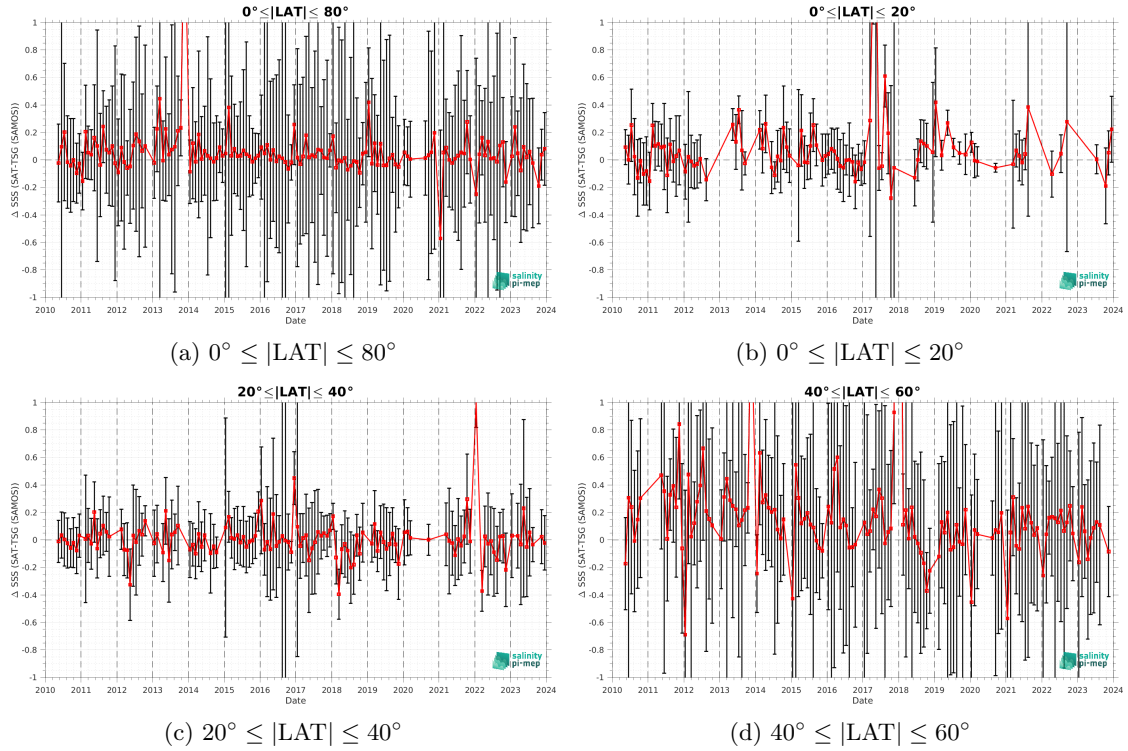 0°≤|LAT|≤ 80°
Δ SSS (SAT-TSG (SAMOS))
1
0.8
0.6
0.4
0.2
0
-0.2
-0.4
-0.6
-0.8
-1
2010 2011 2012 2013 2014 2015 2016 2017 2018 2019 2020 2021 2022 2023 2024
Date
salinity
pi-mep
(a) 0° ≤ |LAT| ≤ 80°
0°≤|LAT|≤ 20°
Δ SSS (SAT-TSG (SAMOS))
1
0.8
0.6
0.4
0.2
0
-0.2
-0.4
-0.6
-0.8
-1
2010 2011 2012 2013 2014 2015 2016 2017 2018 2019 2020 2021 2022 2023 2024
Date
salinity
pi-mep
(b) 0° ≤ |LAT| ≤ 20°
20°≤|LAT|≤ 40°
Δ SSS (SAT-TSG (SAMOS))
1
0.8
0.6
0.4
0.2
0
-0.2
-0.4
-0.6
-0.8
-1
2010 2011 2012 2013 2014 2015 2016 2017 2018 2019 2020 2021 2022 2023 2024
Date
salinity
pi-mep
(c) 20° ≤ |LAT| ≤ 40°
40°≤|LAT|≤ 60°
Δ SSS (SAT-TSG (SAMOS))
1
0.8
0.6
0.4
0.2
0
-0.2
-0.4
-0.6
-0.8
-1
2010 2011 2012 2013 2014 2015 2016 2017 2018 2019 2020 2021 2022 2023 2024
Date
salinity
pi-mep
(d) 40° ≤ |LAT| ≤ 60°